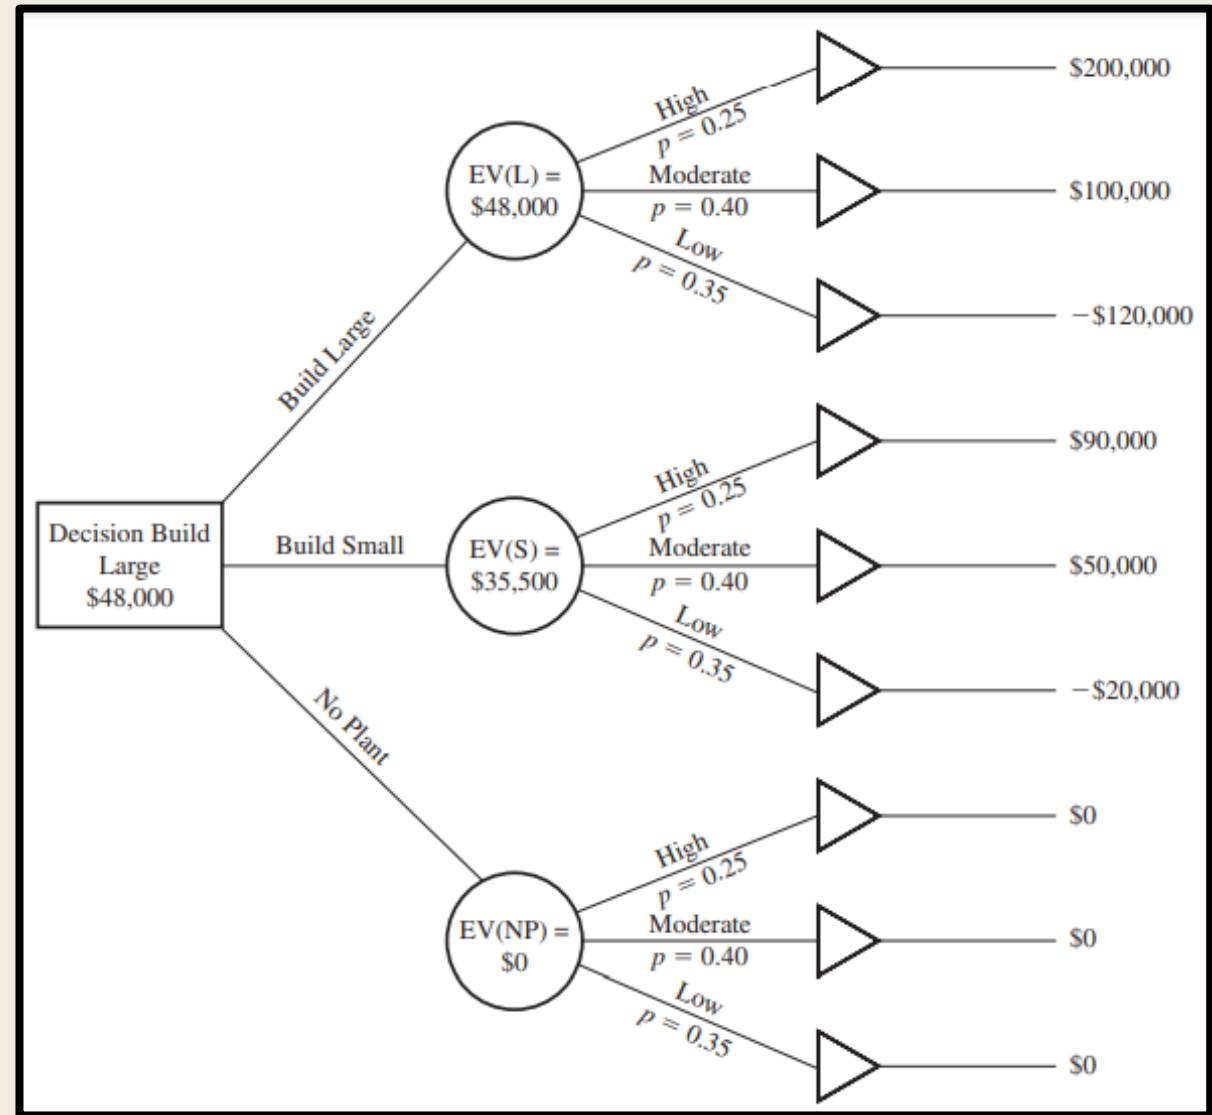 High
p = 0.25
$200,000
EV(L) =
$48,000
Moderate
p = 0.40
$100,000
Low
p = 0.35
−$120,000
Build Large
High
p = 0.25
$90,000
Decision Build
Large
$48,000
Build Small
EV(S) =
$35,500
Moderate
p = 0.40
$50,000
Low
p = 0.35
−$20,000
No Plant
High
p = 0.25
$0
EV(NP) =
$0
Moderate
p = 0.40
$0
Low
p = 0.35
$0